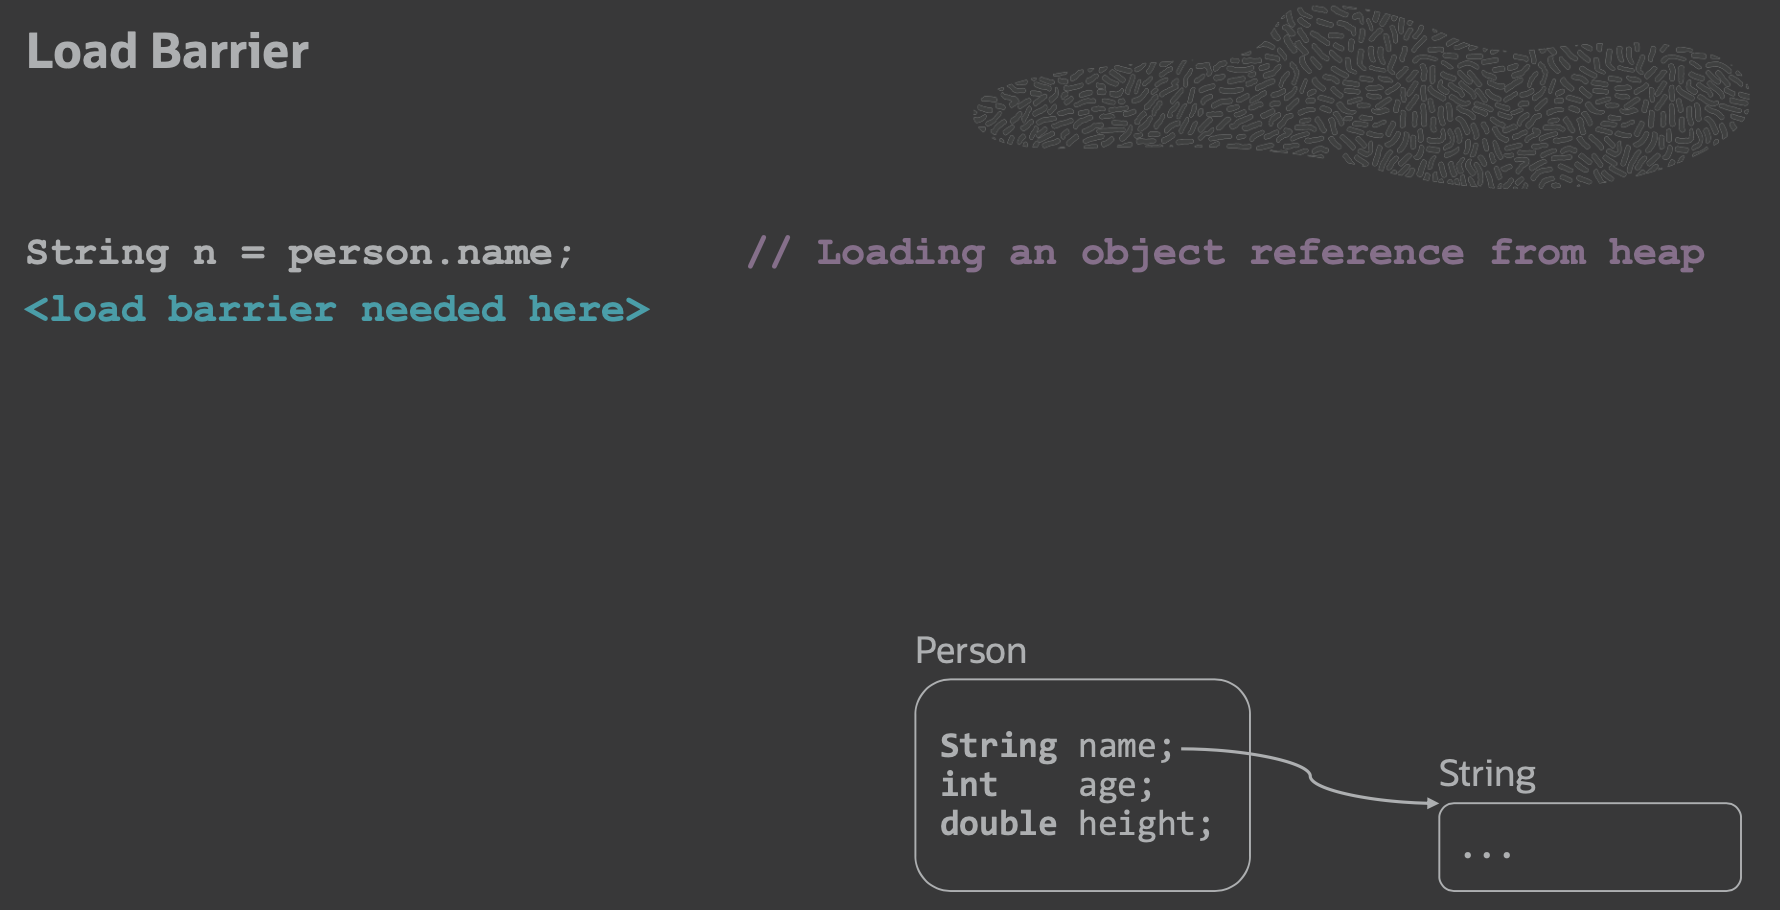 Load Barrier
String n = person.name; // Loading an object reference from heap
<load barrier needed here>
Person
String name;
int age;
double height;
String
...